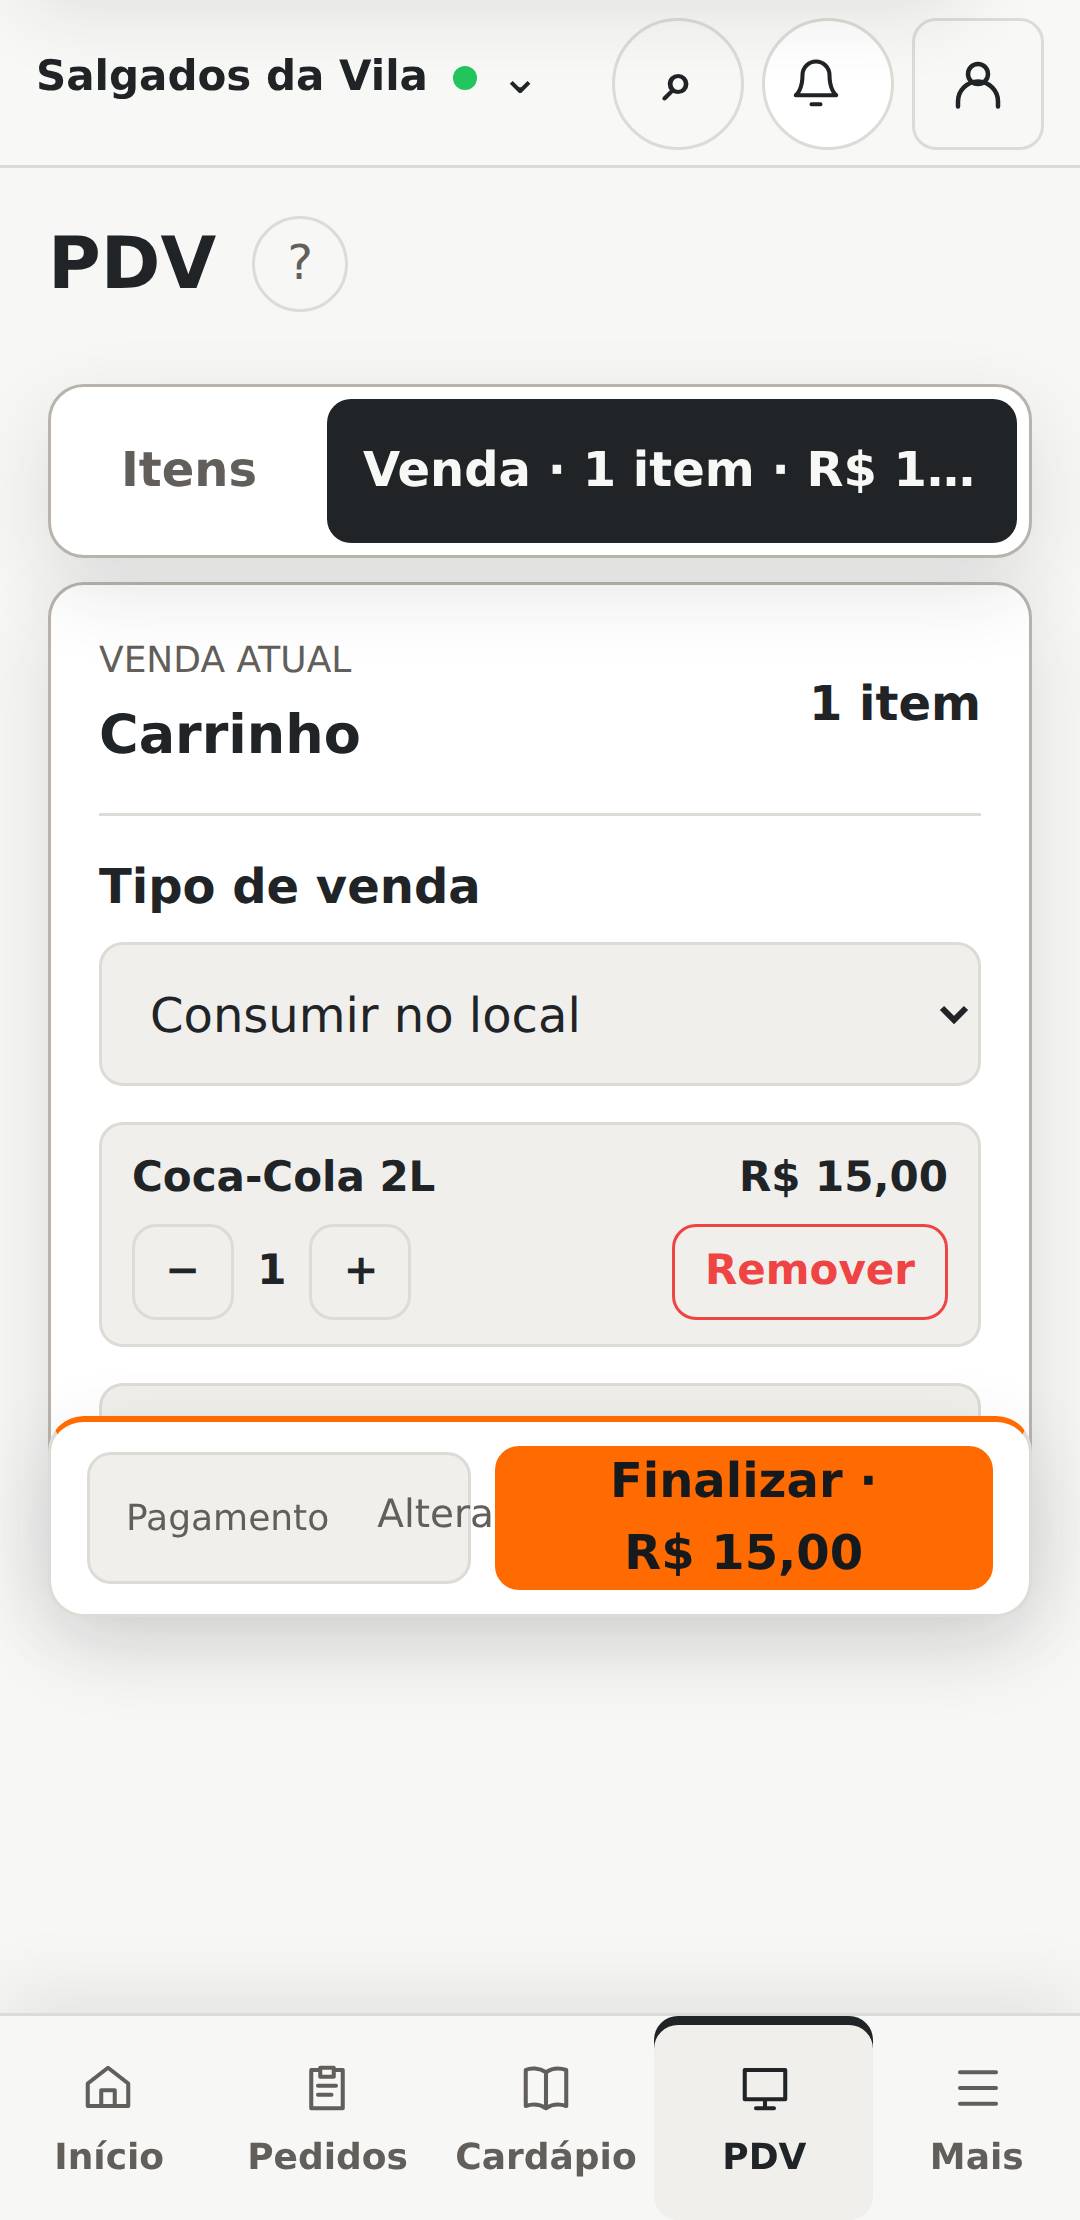 Salgados da Vila
PDV ?
Itens
Venda · 1 item · R$ 1...
VENDA ATUAL
Carrinho
1 item
Tipo de venda
Consumir no local
Coca-Cola 2L
R$ 15,00
− 1 +
Remover
Pagamento
Altera
Finalizar ·
R$ 15,00
Início
Pedidos
Cardápio
PDV
Mais